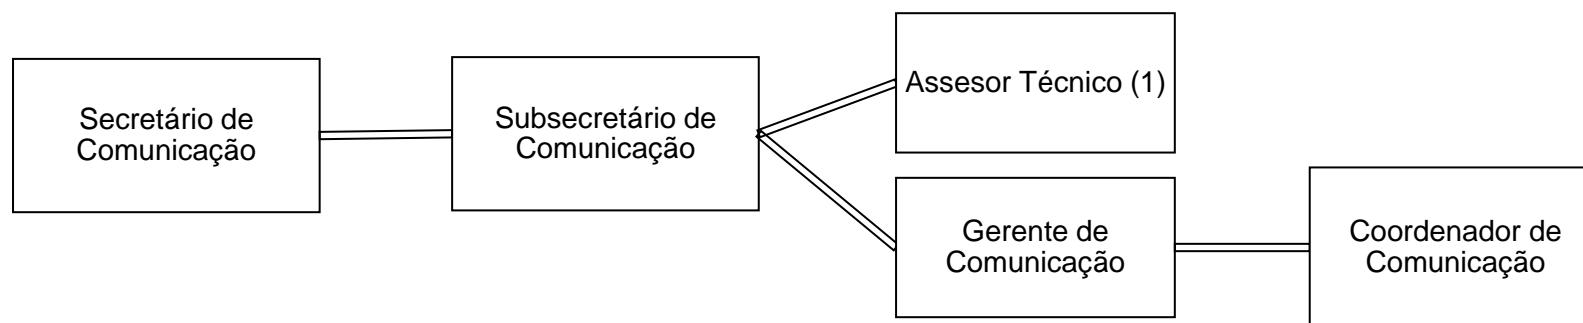 Secretário de
Comunicação
Subsecretário de
Comunicação
Assesor Técnico (1)
Gerente de
Comunicação
Coordenador de
Comunicação